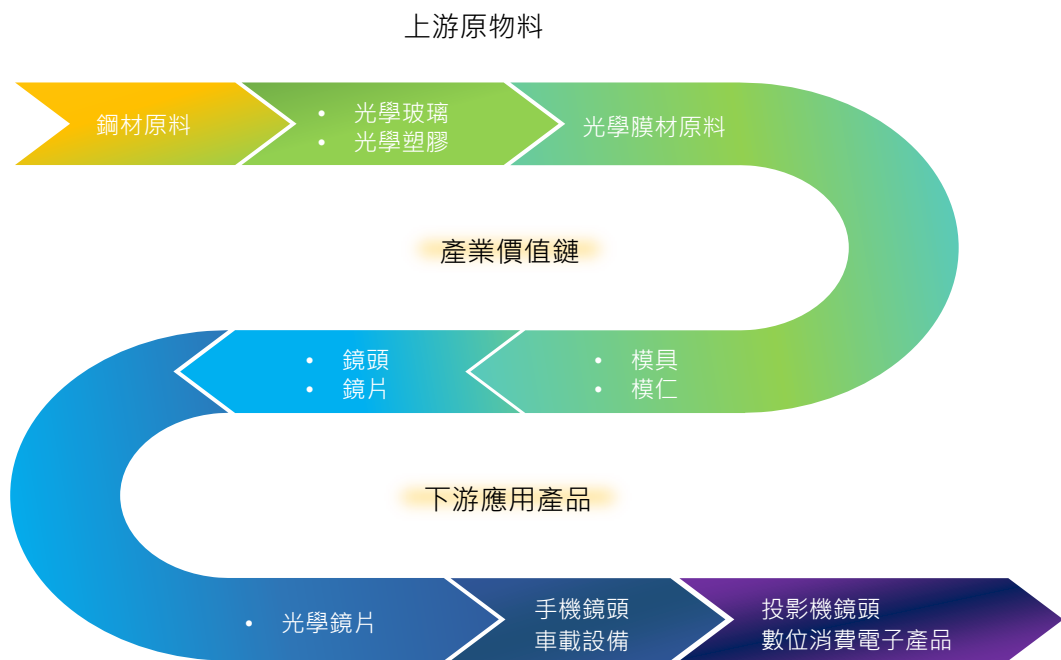 上游原物料
鋼材原料
• 光學玻璃
• 光學塑膠
光學膜材原料
產業價值鏈
• 模具
• 模仁
• 鏡頭
• 鏡片
下游應用產品
• 光學鏡片
手機鏡頭
車載設備
投影機鏡頭
數位消費電子產品